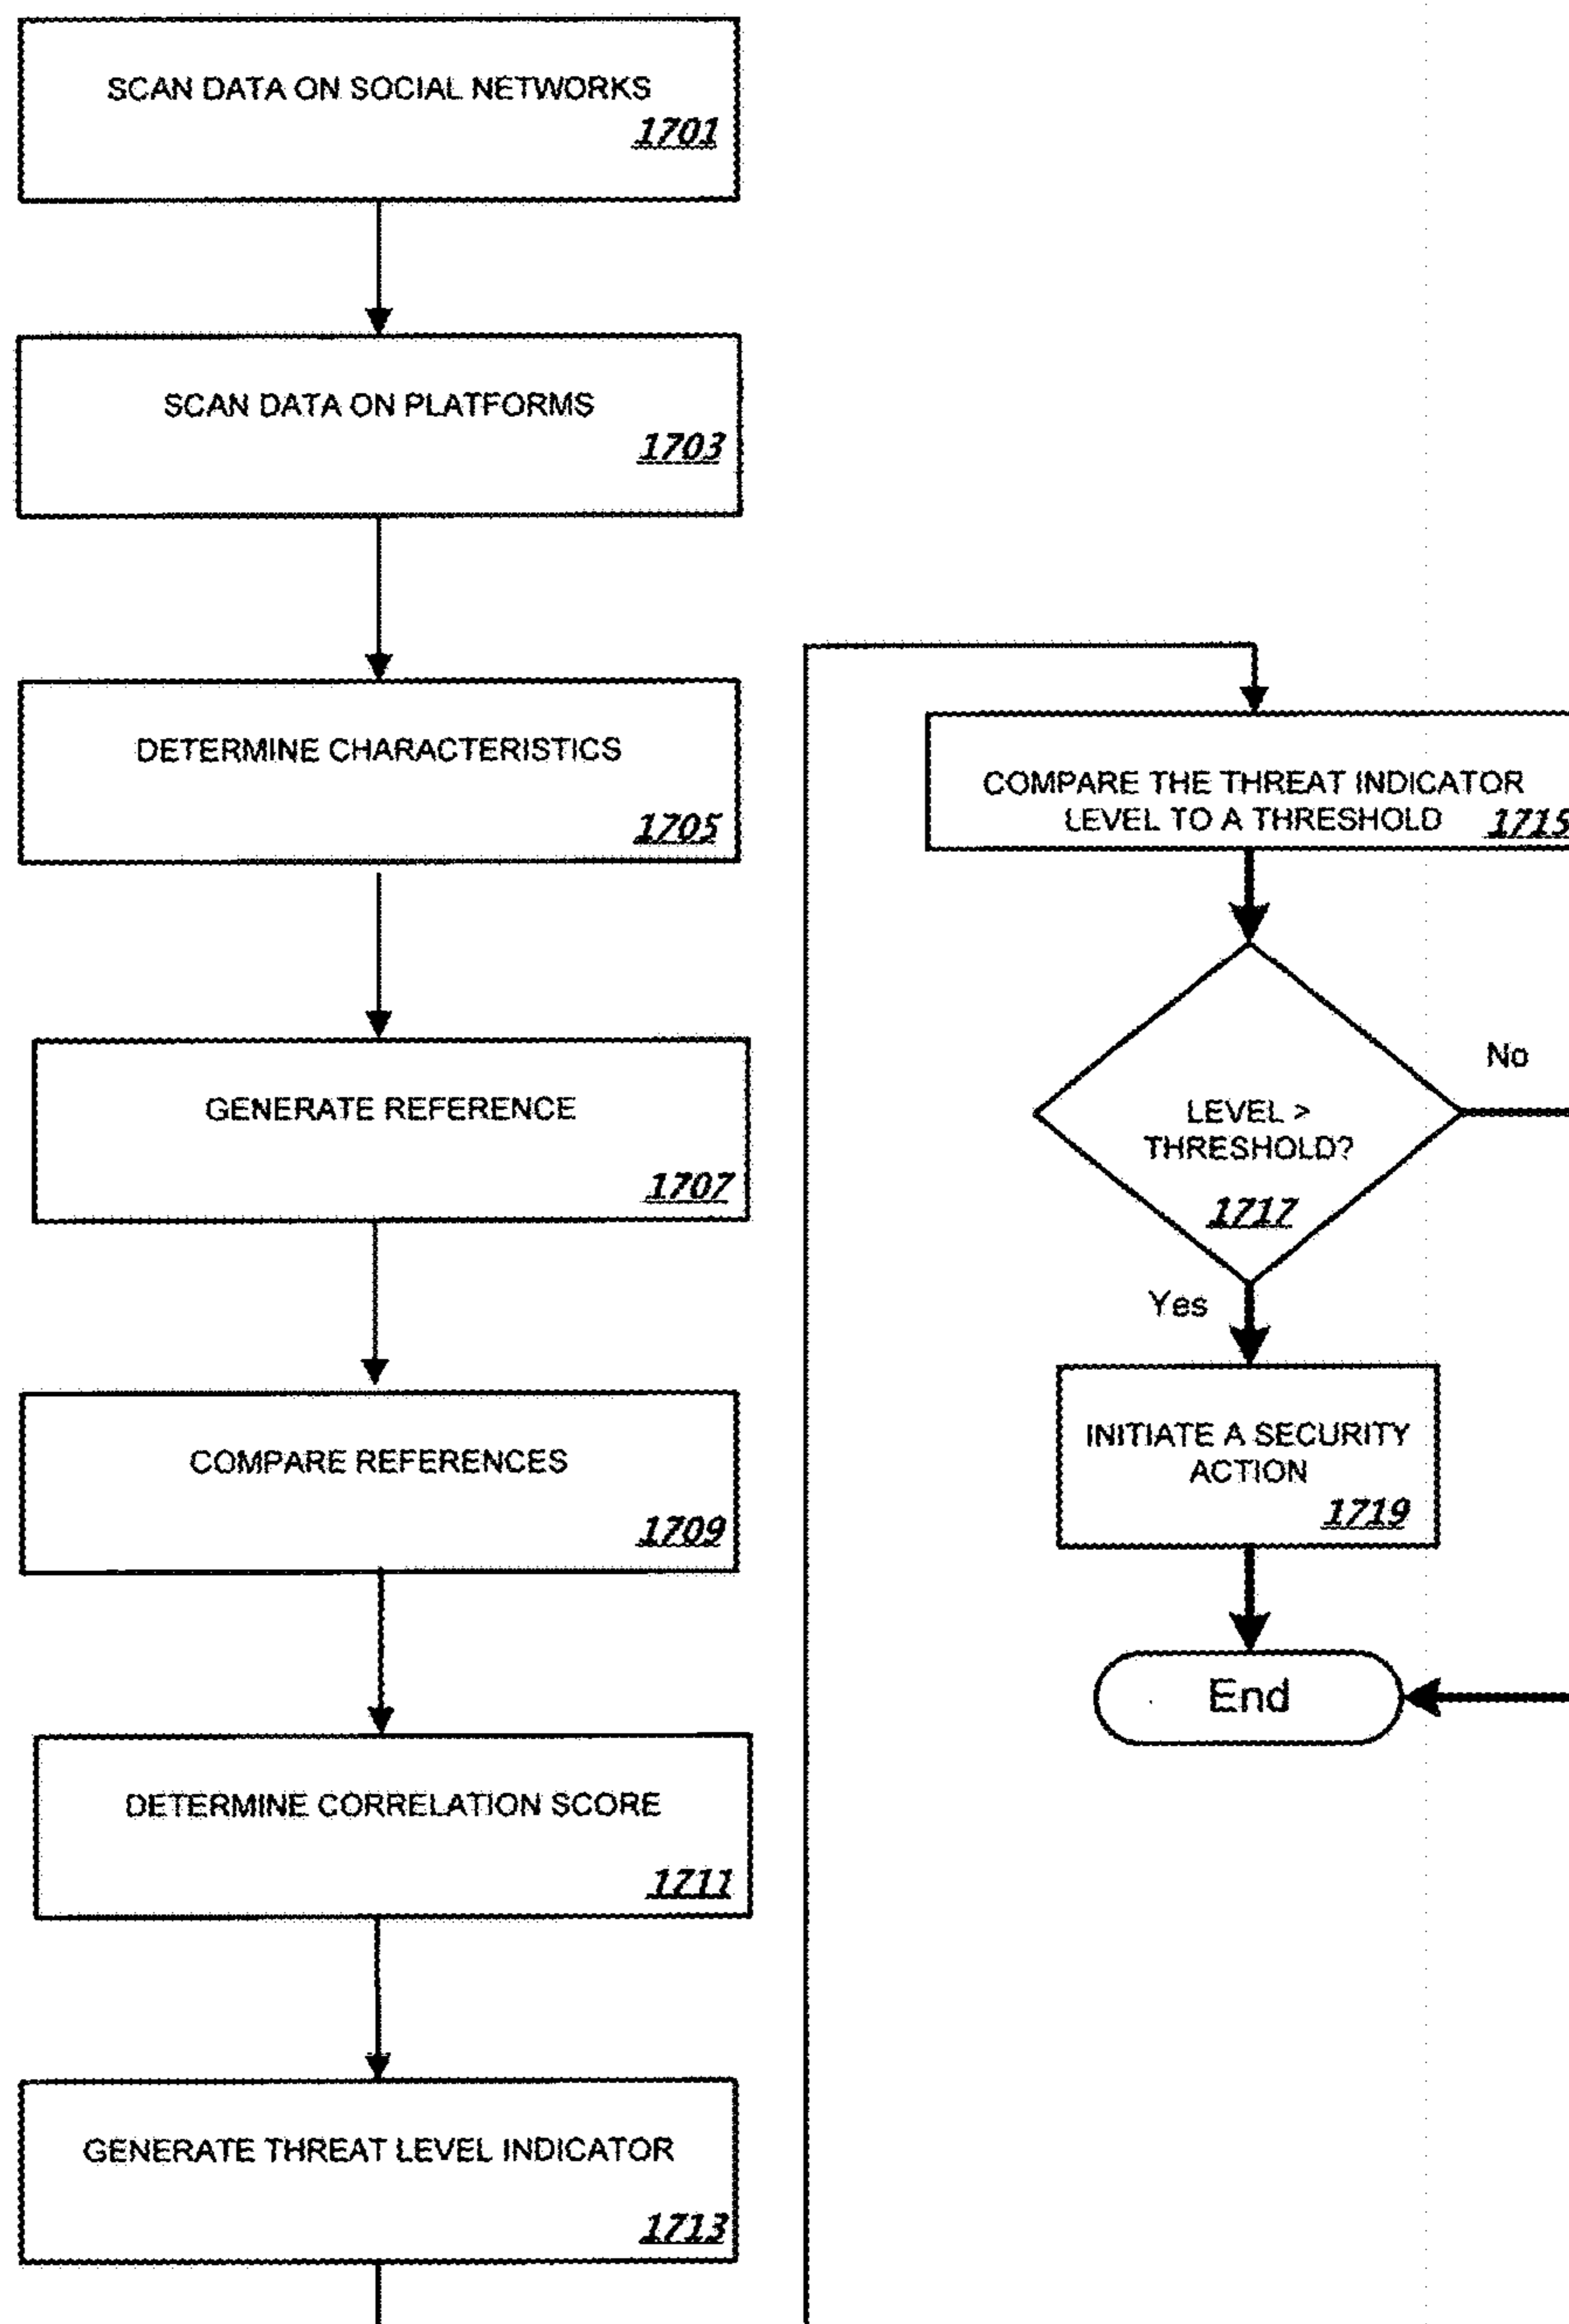 SCAN DATA ON SOCIAL NETWORKS
1701
SCAN DATA ON PLATFORMS
1703
DETERMINE CHARACTERISTICS
1705
GENERATE REFERENCE
1707
COMPARE REFERENCES
1709
DETERMINE CORRELATION SCORE
1711
GENERATE THREAT LEVEL INDICATOR
1713
COMPARE THE THREAT INDICATOR
LEVEL TO A THRESHOLD 1715
No
LEVEL >
THRESHOLD?
1717
Yes
INITIATE A SECURITY
ACTION
1719
End